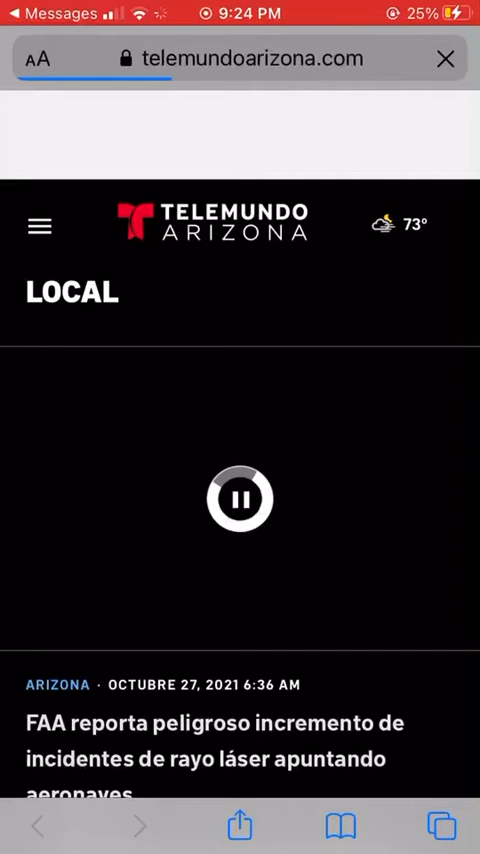 Messages 9:24 PM 25%
AA telemundoarizona.com
TELEMUNDO
ARIZONA
73°
LOCAL
ARIZONA · OCTUBRE 27, 2021 6:36 AM
FAA reporta peligroso incremento de
incidentes de rayo láser apuntando
aeronaves